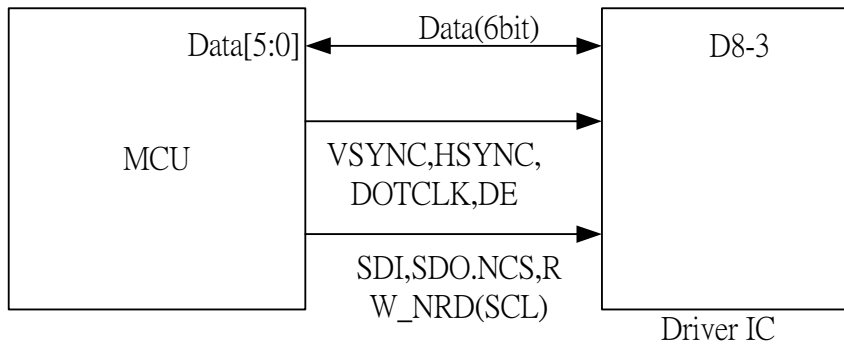 Data[5:0]
Data(6bit)
D8-3
MCU
VSYNC,HSYNC,
DOTCLK,DE
SDI,SDO.NCS,R
W_NRD(SCL)
Driver IC